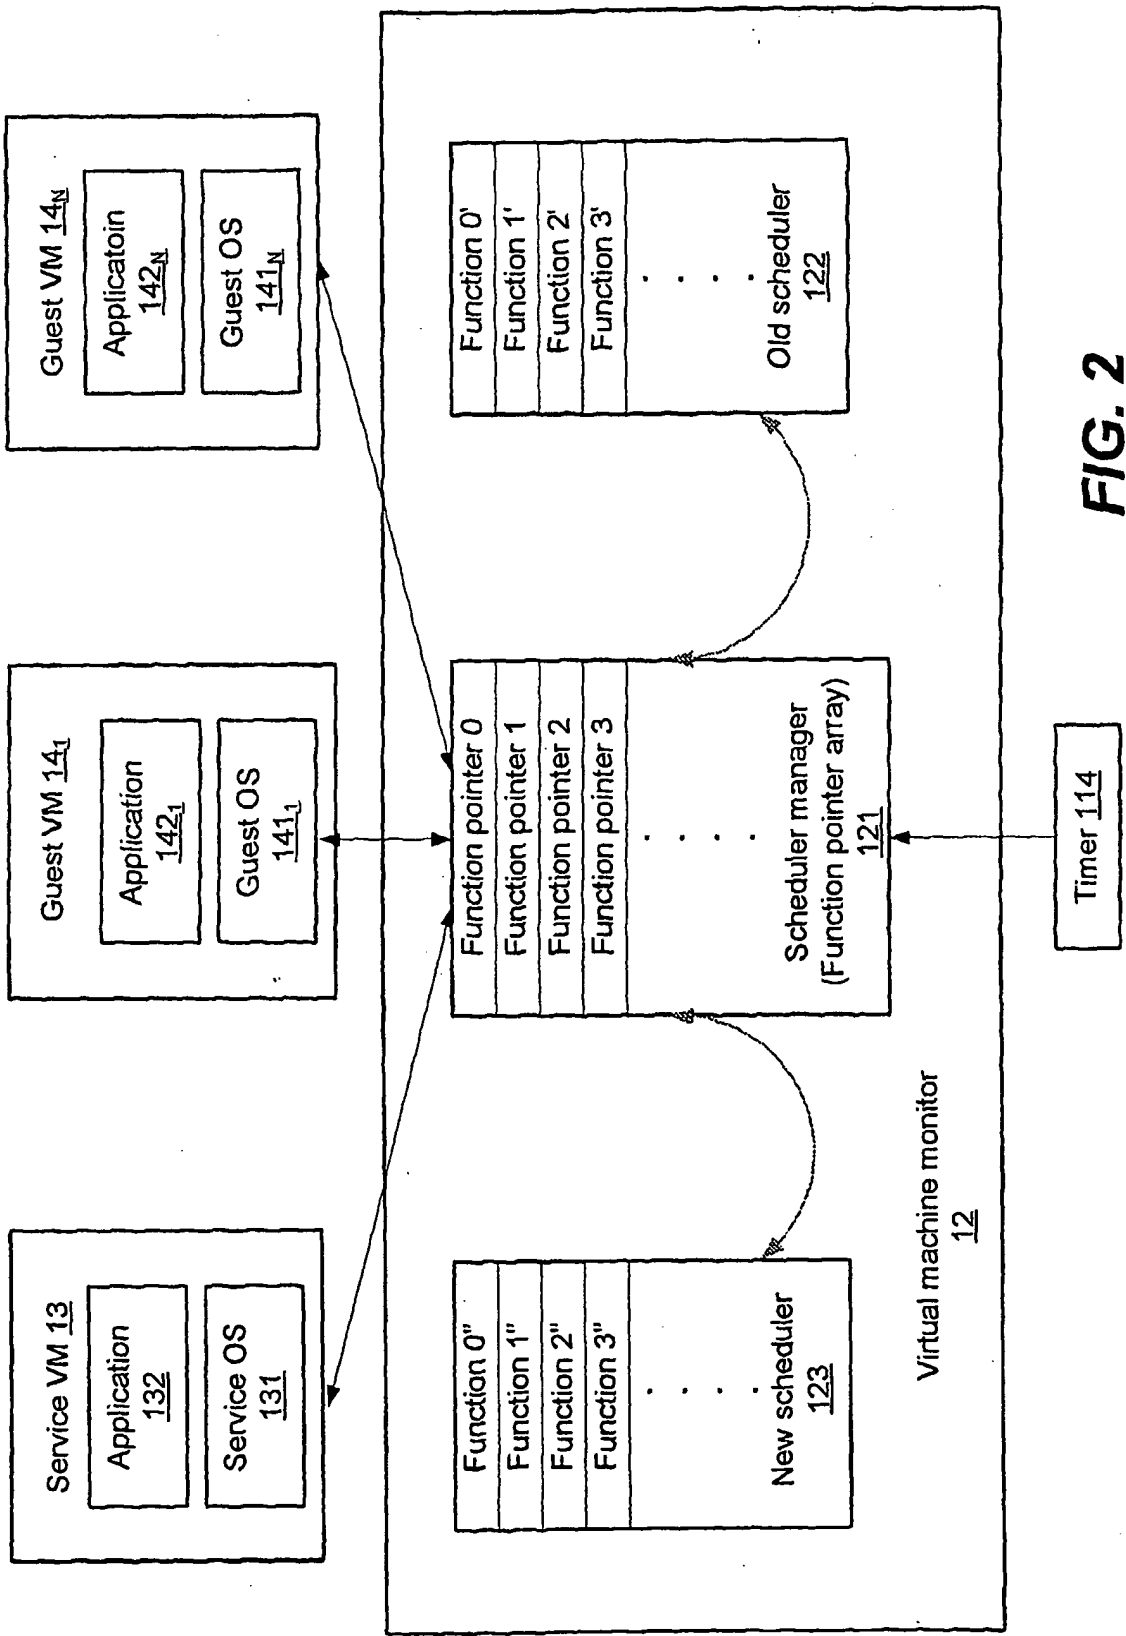 Service VM 13
Application
132
Service OS
131
Guest VM 14₁
Application
142₁
Guest OS
141₁
Guest VM 14N
Applicatoin
142N
Guest OS
141N
Function 0"
Function 1"
Function 2"
Function 3"
. . . .
New scheduler
123
Function pointer 0
Function pointer 1
Function pointer 2
Function pointer 3
. . . .
Scheduler manager
(Function pointer array)
121
Function 0'
Function 1'
Function 2'
Function 3'
. . . .
Old scheduler
122
Virtual machine monitor
12
Timer 114
FIG. 2